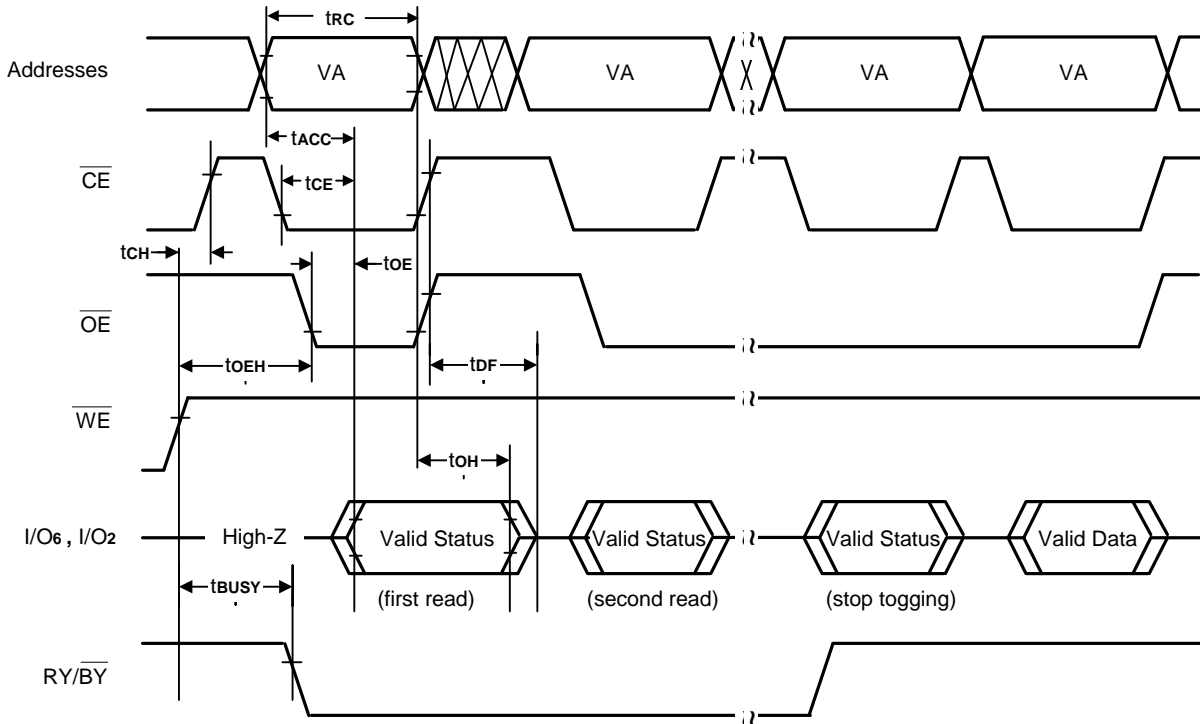 tRC
Addresses VA VA VA VA
tACC
CE tCE
tCH tOE
OE
tOEH tDF
WE
tOH
I/O6 , I/O2 High-Z Valid Status Valid Status Valid Status Valid Data
tBUSY (first read) (second read) (stop togging)
RY/BY